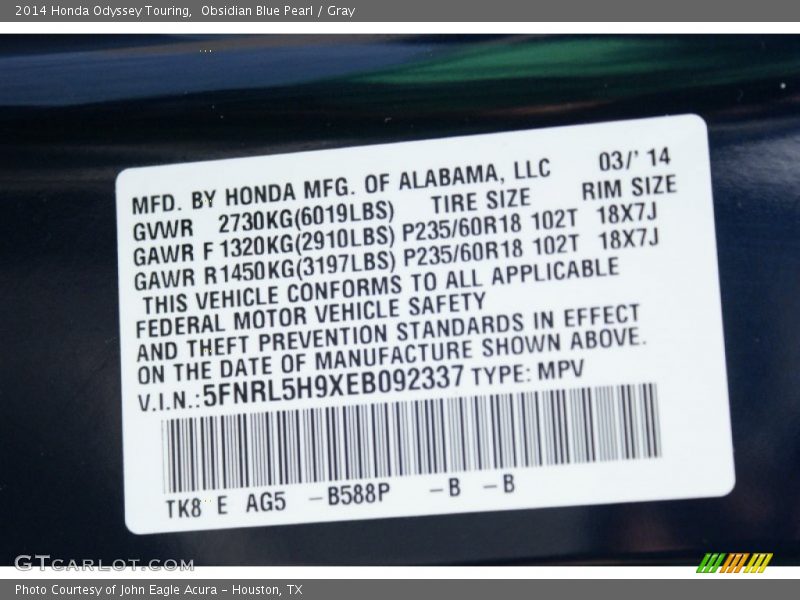 2014 Honda Odyssey Touring,  Obsidian Blue Pearl / Gray
MFD. BY HONDA MFG. OF ALABAMA, LLC 03/' 14
GVWR 2730KG(6019LBS) TIRE SIZE RIM SIZE
GAWR F 1320KG(2910LBS) P235/60R18 102T 18X7J
GAWR R 1450KG(3197LBS) P235/60R18 102T 18X7J
THIS VEHICLE CONFORMS TO ALL APPLICABLE
FEDERAL MOTOR VEHICLE SAFETY
AND THEFT PREVENTION STANDARDS IN EFFECT
ON THE DATE OF MANUFACTURE SHOWN ABOVE.
V.I.N.:5FNRL5H9XEB092337 TYPE: MPV
TK8 E AG5 –B588P –B –B
GTCARLOT.COM
Photo Courtesy of John Eagle Acura – Houston, TX